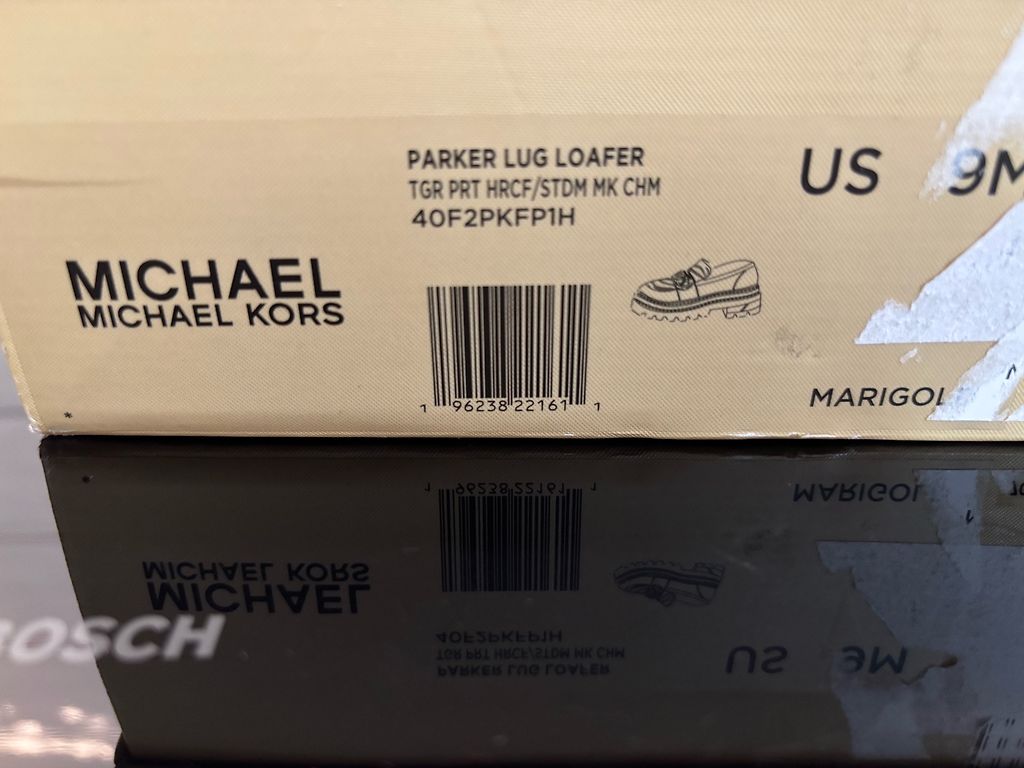 PARKER LUG LOAFER
TGR PRT HRCF/STDM MK CHM
40F2PKFP1H
US 9M
MICHAEL
MICHAEL KORS
1 96238 22161 1
MARIGOL
*
BOSCH